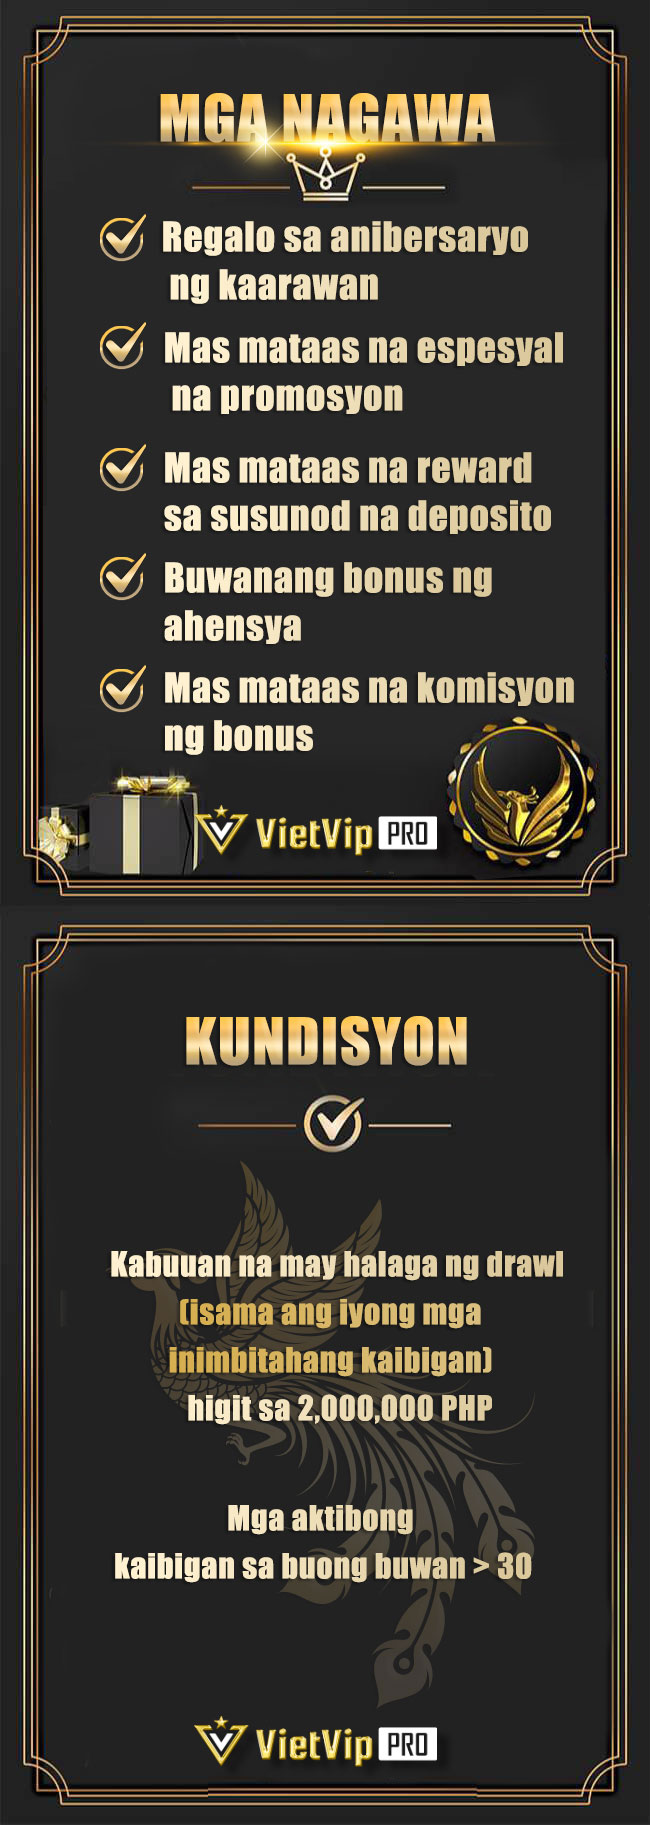 MGA NAGAWA
Regalo sa anibersaryo
ng kaarawan
Mas mataas na espesyal
na promosyon
Mas mataas na reward
sa susunod na deposito
Buwanang bonus ng
ahensya
Mas mataas na komisyon
ng bonus
VietVip PRO
KUNDISYON
Kabuuan na may halaga ng drawl
(isama ang iyong mga
inimbitahang kaibigan)
higit sa 2,000,000 PHP
Mga aktibong
kaibigan sa buong buwan > 30
VietVip PRO